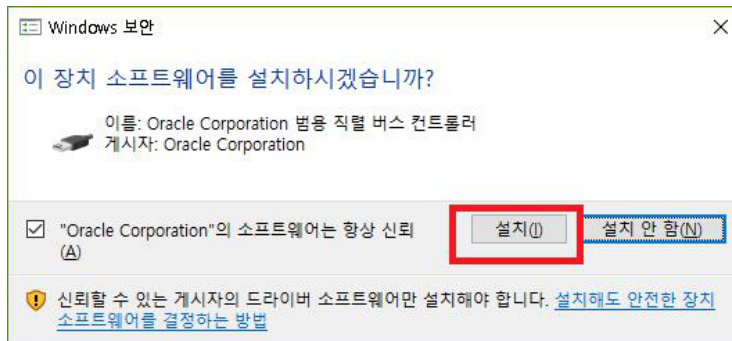 Windows 보안
이 장치 소프트웨어를 설치하시겠습니까?
이름: Oracle Corporation 범용 직렬 버스 컨트롤러
게시자: Oracle Corporation
"Oracle Corporation"의 소프트웨어는 항상 신뢰
(A)
설치(I)
설치 안 함(N)
신뢰할 수 있는 게시자의 드라이버 소프트웨어만 설치해야 합니다. 설치해도 안전한 장치
소프트웨어를 결정하는 방법